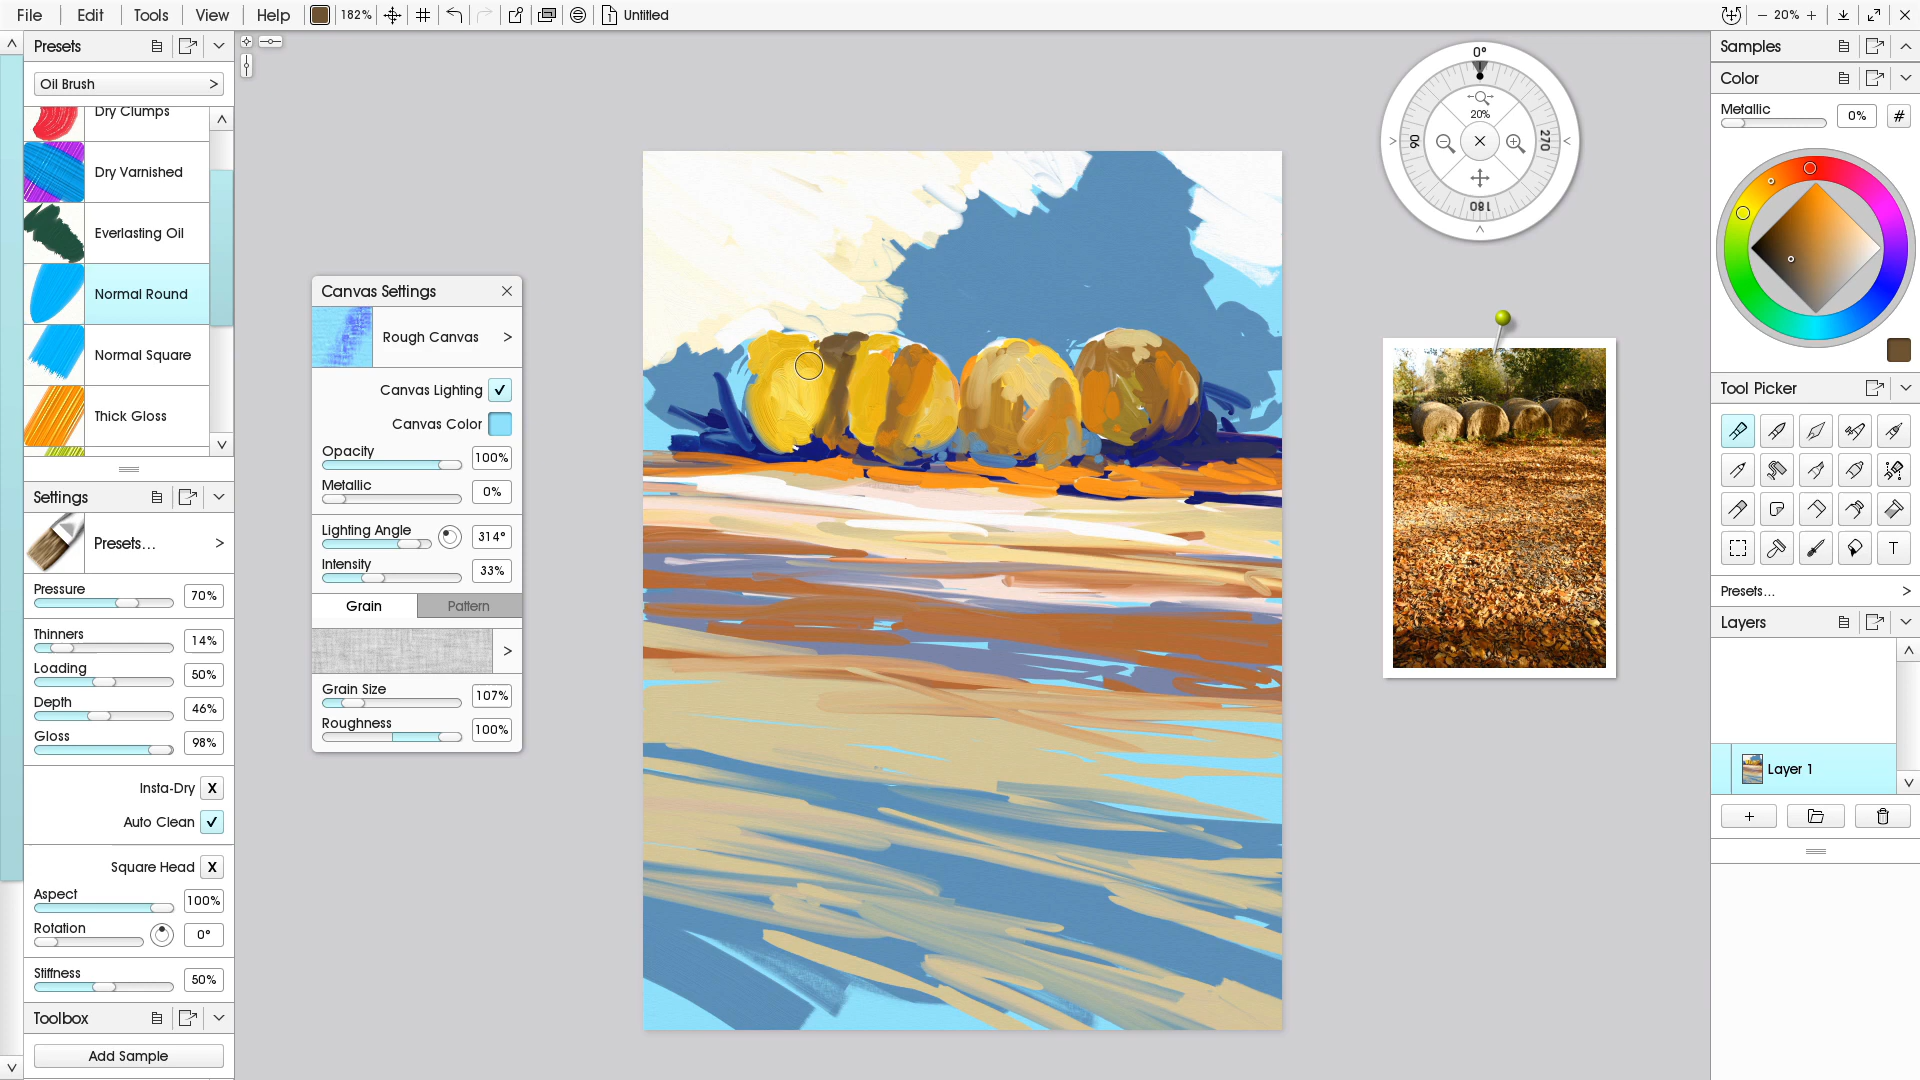 File Edit Tools View Help 182% Untitled 20%
Presets
Oil Brush >
Dry Clumps
Dry Varnished
Everlasting Oil
Normal Round
Normal Square
Thick Gloss
Settings
Presets... >
Pressure 70%
Thinners 14%
Loading 50%
Depth 46%
Gloss 98%
Insta-Dry X
Auto Clean
Square Head X
Aspect 100%
Rotation 0°
Stiffness 50%
Toolbox
Add Sample
Canvas Settings
Rough Canvas >
Canvas Lighting
Canvas Color
Opacity 100%
Metallic 0%
Lighting Angle 314°
Intensity 33%
Grain Pattern
Grain Size 107%
Roughness 100%
0°
20%
90
270
180
Samples
Color
Metallic 0% #
Tool Picker
T
Presets... >
Layers
Layer 1